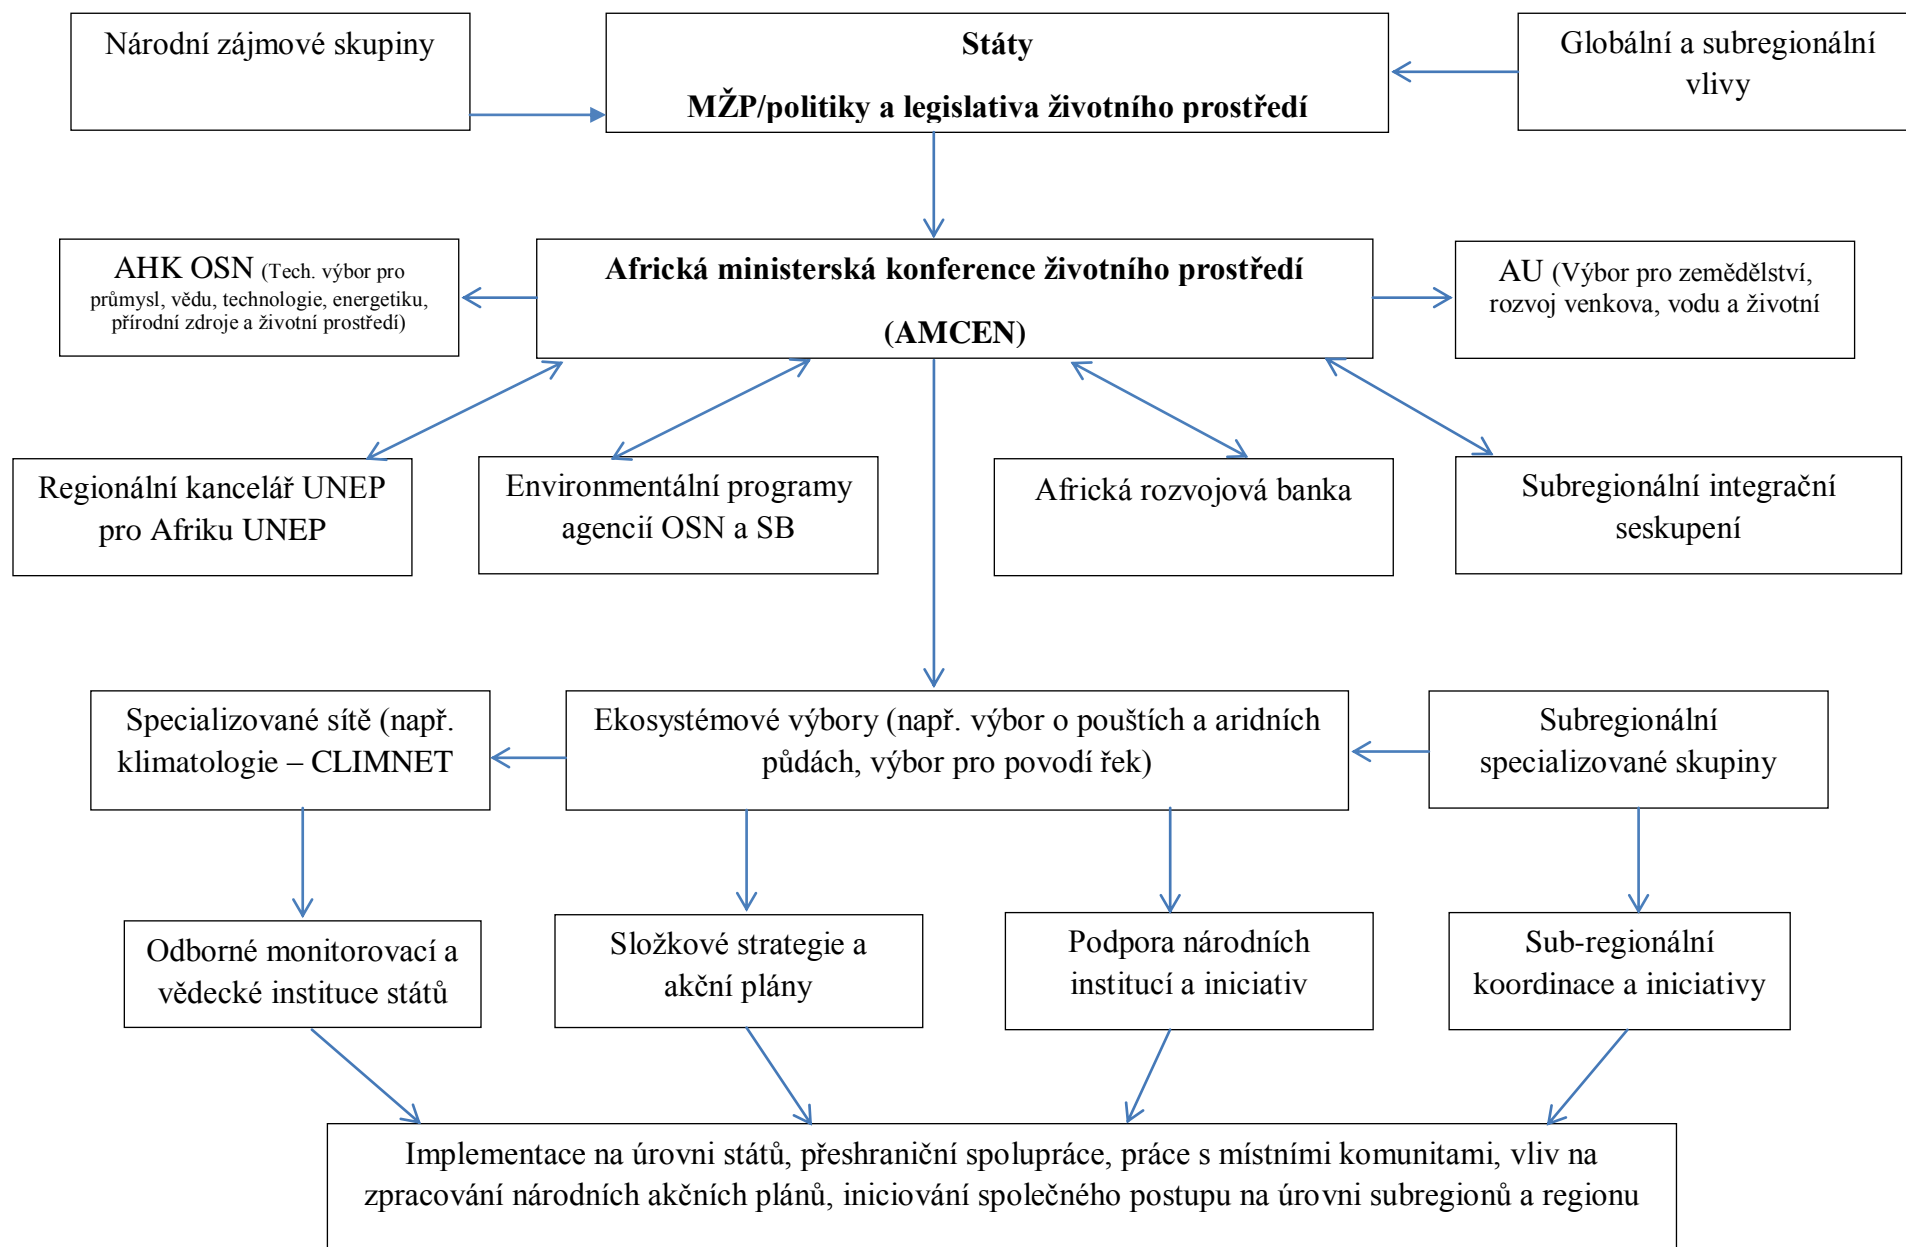 Národní zájmové skupiny
Státy
MŽP/politiky a legislativa životního prostředí
Globální a subregionální
vlivy
AHK OSN (Tech. výbor pro
průmysl, vědu, technologie, energetiku,
přírodní zdroje a životní prostředí)
Africká ministerská konference životního prostředí
(AMCEN)
AU (Výbor pro zemědělství,
rozvoj venkova, vodu a životní
Regionální kancelář UNEP
pro Afriku UNEP
Environmentální programy
agencií OSN a SB
Africká rozvojová banka
Subregionální integrační
seskupení
Specializované sítě (např.
klimatologie – CLIMNET
Ekosystémové výbory (např. výbor o pouštích a aridních
půdách, výbor pro povodí řek)
Subregionální
specializované skupiny
Odborné monitorovací a
vědecké instituce států
Složkové strategie a
akční plány
Podpora národních
institucí a iniciativ
Sub-regionální
koordinace a iniciativy
Implementace na úrovni států, přeshraniční spolupráce, práce s místními komunitami, vliv na
zpracování národních akčních plánů, iniciování společného postupu na úrovni subregionů a regionu